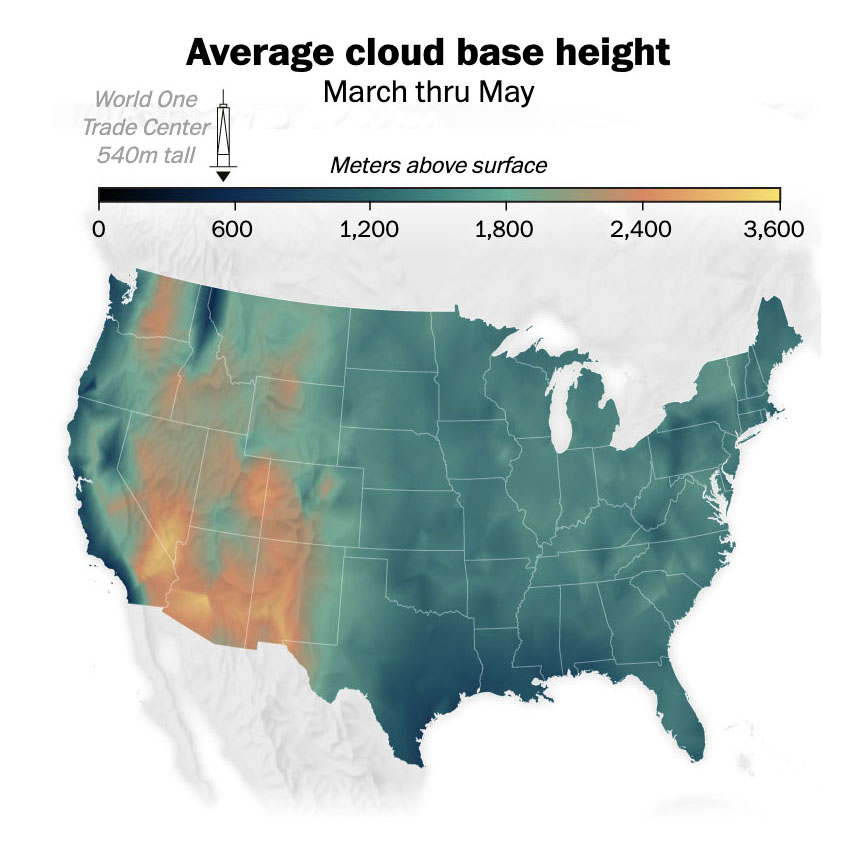 Average cloud base height
March thru May
World One
Trade Center
540m tall
Meters above surface
0 600 1,200 1,800 2,400 3,600